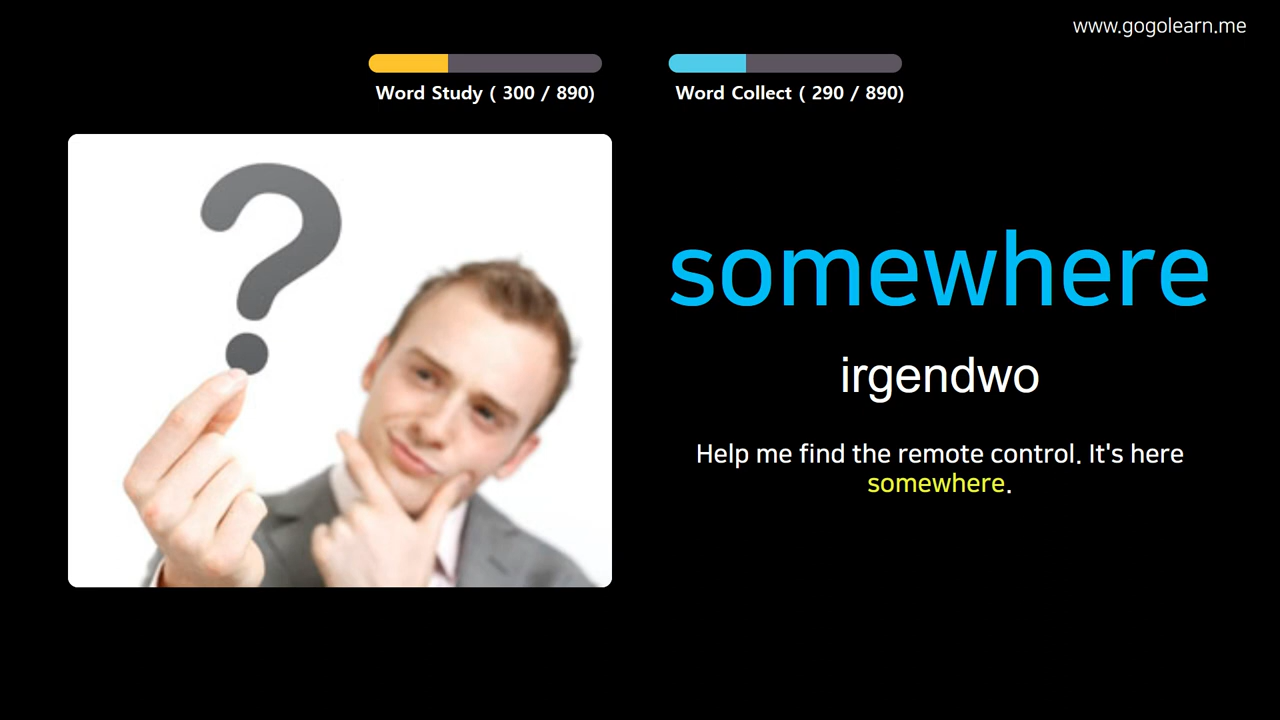 www.gogolearn.me
Word Study ( 300 / 890)
Word Collect ( 290 / 890)
?
somewhere
irgendwo
Help me find the remote control. It's here
somewhere.